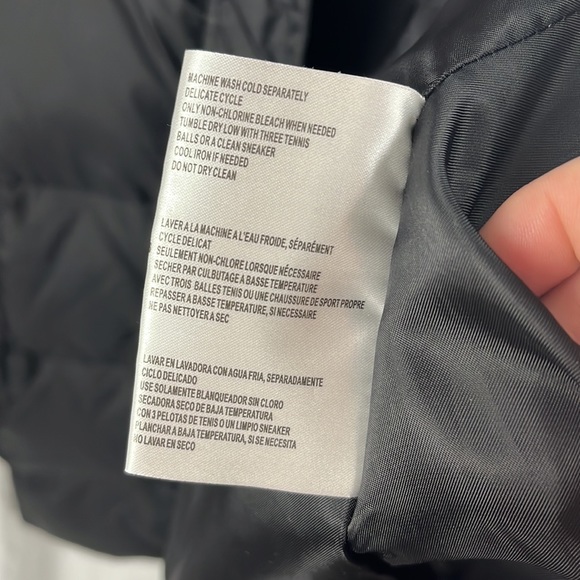 MACHINE WASH COLD SEPARATELY
DELICATE CYCLE
ONLY NON-CHLORINE BLEACH WHEN NEEDED
TUMBLE DRY LOW WITH THREE TENNIS
BALLS OR A CLEAN SNEAKER
COOL IRON IF NEEDED
DO NOT DRY CLEAN
LAVER A LA MACHINE A L'EAU FROIDE, SÉPARÉMENT
CYCLE DELICAT
SEULEMENT NON-CHLORE LORSQUE NÉCESSAIRE
SECHER PAR CULBUTAGE A BASSE TEMPERATURE
AVEC TROIS BALLES TENIS OU UNE CHAUSSURE DE SPORT PROPRE
REPASSER A BASSE TEMPERATURE, SI NECESSAIRE
NE PAS NETTOYER A SEC
LAVAR EN LAVADORA CON AGUA FRIA, SEPARADAMENTE
CICLO DELICADO
USE SOLAMENTE BLANQUEADOR SIN CLORO
SECADORA SECO DE BAJA TEMPERATURA
CON 3 PELOTAS DE TENIS O UN LIMPIO SNEAKER
PLANCHAR A BAJA TEMPERATUR, SI SE NECESITA
NO LAVAR EN SECO